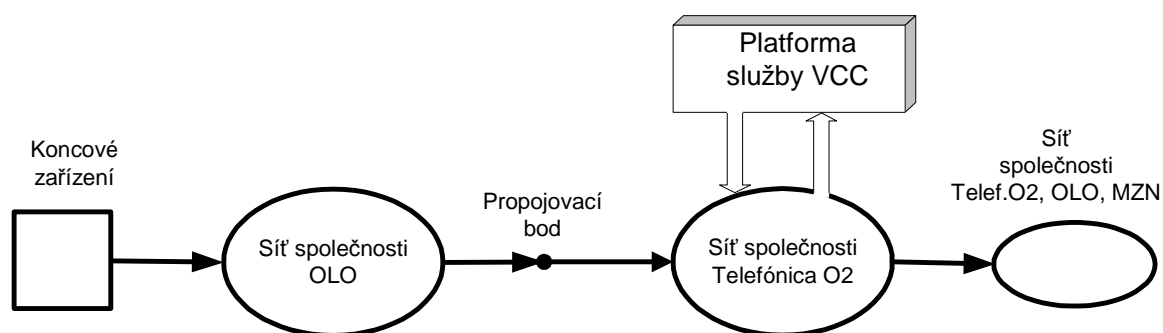 Platforma
služby VCC
Koncové
zařízení
Síť
společnosti
Telef.O2, OLO, MZN
Propojovací
bod
Síť společnosti
OLO
Síť společnosti
Telefónica O2